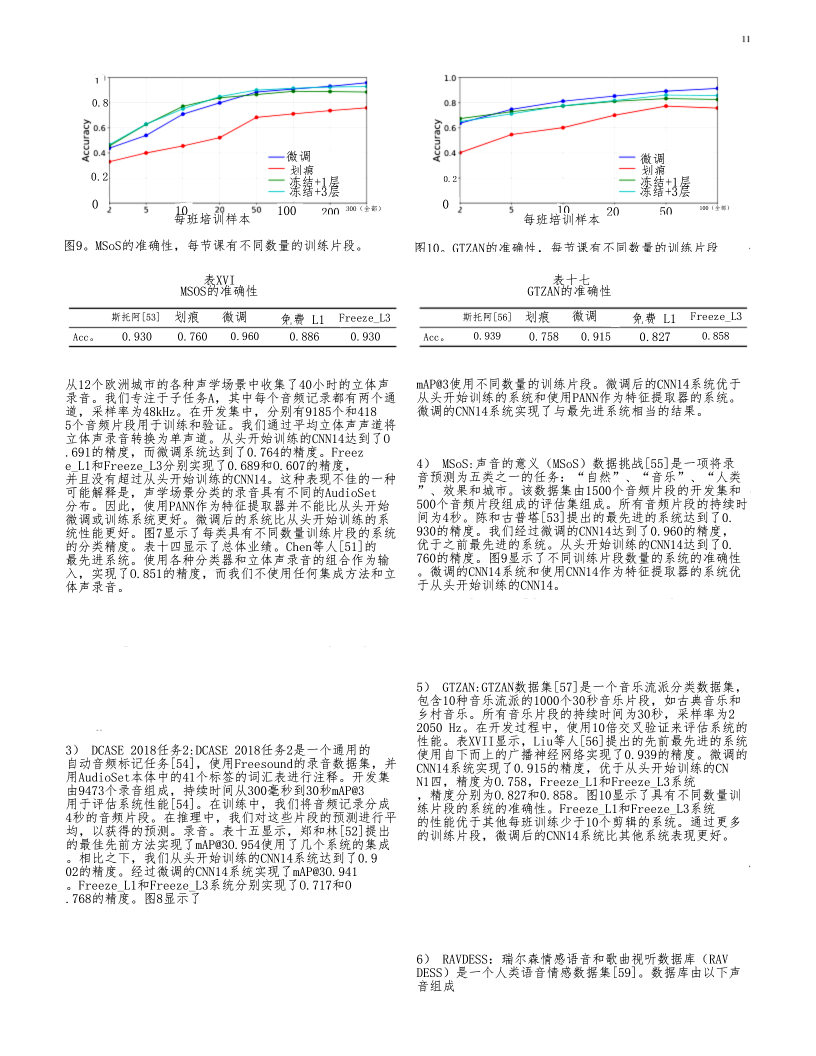 11
1
1
0.8
0.6
0.4
0.2
0
Accuracy
微调
划痕
冻结+1层
冻结+3层
2
5
10
20
50
100
200
300（全部）
每班培训样本
图9。MSoS的准确性，每节课有不同数量的训练片段。
表XVI
MSOS的准确性
斯托阿[53] 划痕 微调 免费 L1 Freeze_L3
Acc。 0.930 0.760 0.960 0.886 0.930
从12个欧洲城市的各种声学场景中收集了40小时的立体声
录音。我们专注于子任务A，其中每个音频记录都有两个通
道，采样率为48kHz。在开发集中，分别有9185个和418
5个音频片段用于训练和验证。我们通过平均立体声声道将
立体声录音转换为单声道。从头开始训练的CNN14达到了0
.691的精度，而微调系统达到了0.764的精度。Freez
e_L1和Freeze_L3分别实现了0.689和0.607的精度，
并且没有超过从头开始训练的CNN14。这种表现不佳的一种
可能解释是，声学场景分类的录音具有不同的AudioSet
分布。因此，使用PANN作为特征提取器并不能比从头开始
微调或训练系统更好。微调后的系统比从头开始训练的系
统性能更好。图7显示了每类具有不同数量训练片段的系统
的分类精度。表十四显示了总体业绩。Chen等人[51]的
最先进系统。使用各种分类器和立体声录音的组合作为输
入，实现了0.851的精度，而我们不使用任何集成方法和立
体声录音。
3） DCASE 2018任务2:DCASE 2018任务2是一个通用的
自动音频标记任务[54]，使用Freesound的录音数据集，并
用AudioSet本体中的41个标签的词汇表进行注释。开发集
由9473个录音组成，持续时间从300毫秒到30秒mAP@3
用于评估系统性能[54]。在训练中，我们将音频记录分成
4秒的音频片段。在推理中，我们对这些片段的预测进行平
均，以获得的预测。录音。表十五显示，郑和林[52]提出
的最佳先前方法实现了mAP@30.954使用了几个系统的集成
。相比之下，我们从头开始训练的CNN14系统达到了0.9
02的精度。经过微调的CNN14系统实现了mAP@30.941
。Freeze_L1和Freeze_L3系统分别实现了0.717和0
.768的精度。图8显示了
1.0
0.8
0.6
0.4
0.2
0
Accuracy
微调
划痕
冻结+1层
冻结+3层
2
5
10
20
50
100（全部）
每班培训样本
图10。GTZAN的准确性，每节课有不同数量的训练片段
表十七
GTZAN的准确性
斯托阿[56] 划痕 微调 免费 L1 Freeze_L3
Acc。 0.939 0.758 0.915 0.827 0.858
mAP@3使用不同数量的训练片段。微调后的CNN14系统优于
从头开始训练的系统和使用PANN作为特征提取器的系统。
微调的CNN14系统实现了与最先进系统相当的结果。
4） MSoS:声音的意义（MSoS）数据挑战[55]是一项将录
音预测为五类之一的任务：“自然”、“音乐”、“人类
”、效果和城市。该数据集由1500个音频片段的开发集和
500个音频片段组成的评估集组成。所有音频片段的持续时
间为4秒。陈和古普塔[53]提出的最先进的系统达到了0.
930的精度。我们经过微调的CNN14达到了0.960的精度，
优于之前最先进的系统。从头开始训练的CNN14达到了0.
760的精度。图9显示了不同训练片段数量的系统的准确性
。微调的CNN14系统和使用CNN14作为特征提取器的系统优
于从头开始训练的CNN14。
5） GTZAN:GTZAN数据集[57]是一个音乐流派分类数据集，
包含10种音乐流派的1000个30秒音乐片段，如古典音乐和
乡村音乐。所有音乐片段的持续时间为30秒，采样率为2
2050 Hz。在开发过程中，使用10倍交叉验证来评估系统的
性能。表XVII显示，Liu等人[56]提出的先前最先进的系统
使用自下而上的广播神经网络实现了0.939的精度。微调的
CNN14系统实现了0.915的精度，优于从头开始训练的CN
N1四，精度为0.758，Freeze_L1和Freeze_L3系统
，精度分别为0.827和0.858。图10显示了具有不同数量训
练片段的系统的准确性。Freeze_L1和Freeze_L3系统
的性能优于其他每班训练少于10个剪辑的系统。通过更多
的训练片段，微调后的CNN14系统比其他系统表现更好。
6） RAVDESS：瑞尔森情感语音和歌曲视听数据库（RAV
DESS）是一个人类语音情感数据集[59]。数据库由以下声
音组成